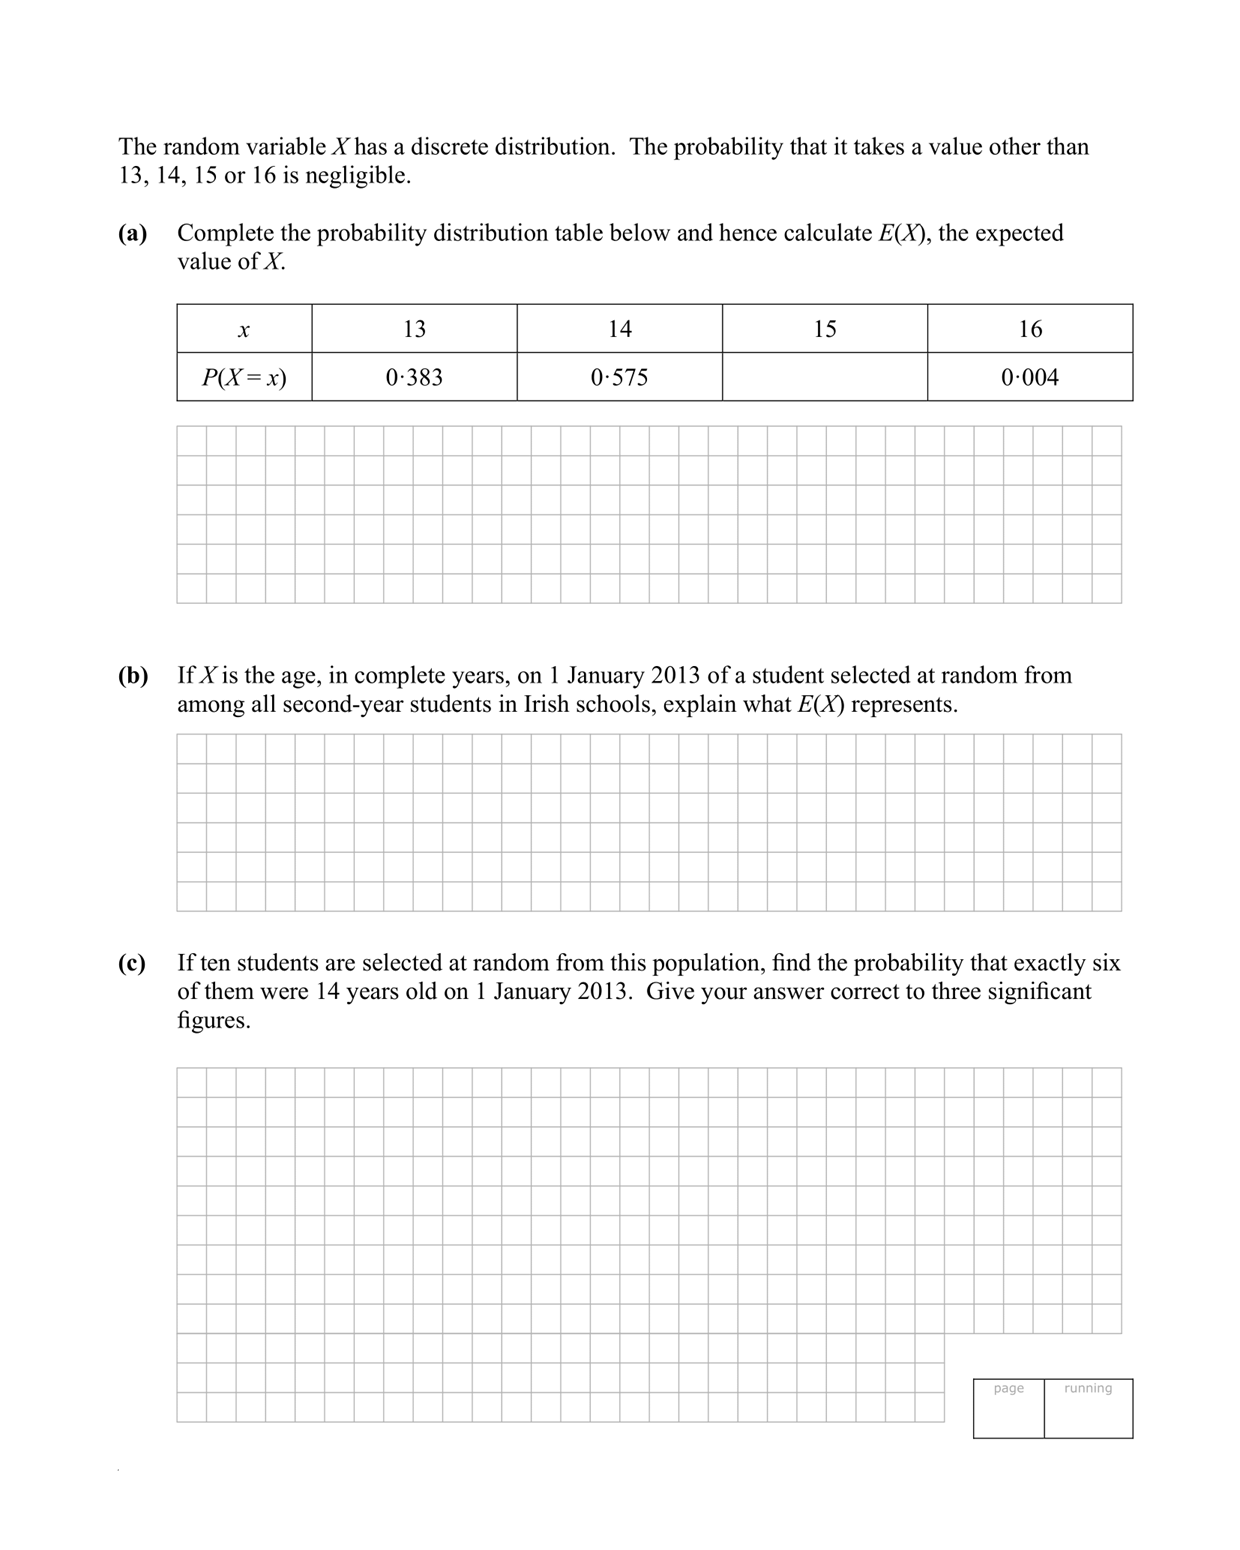 The random variable X has a discrete distribution. The probability that it takes a value other than
13, 14, 15 or 16 is negligible.
(a) Complete the probability distribution table below and hence calculate E(X), the expected
value of X.
x 13 14 15 16
P(X = x) 0·383 0·575 0·004
(b) If X is the age, in complete years, on 1 January 2013 of a student selected at random from
among all second-year students in Irish schools, explain what E(X) represents.
(c) If ten students are selected at random from this population, find the probability that exactly six
of them were 14 years old on 1 January 2013. Give your answer correct to three significant
figures.
page running